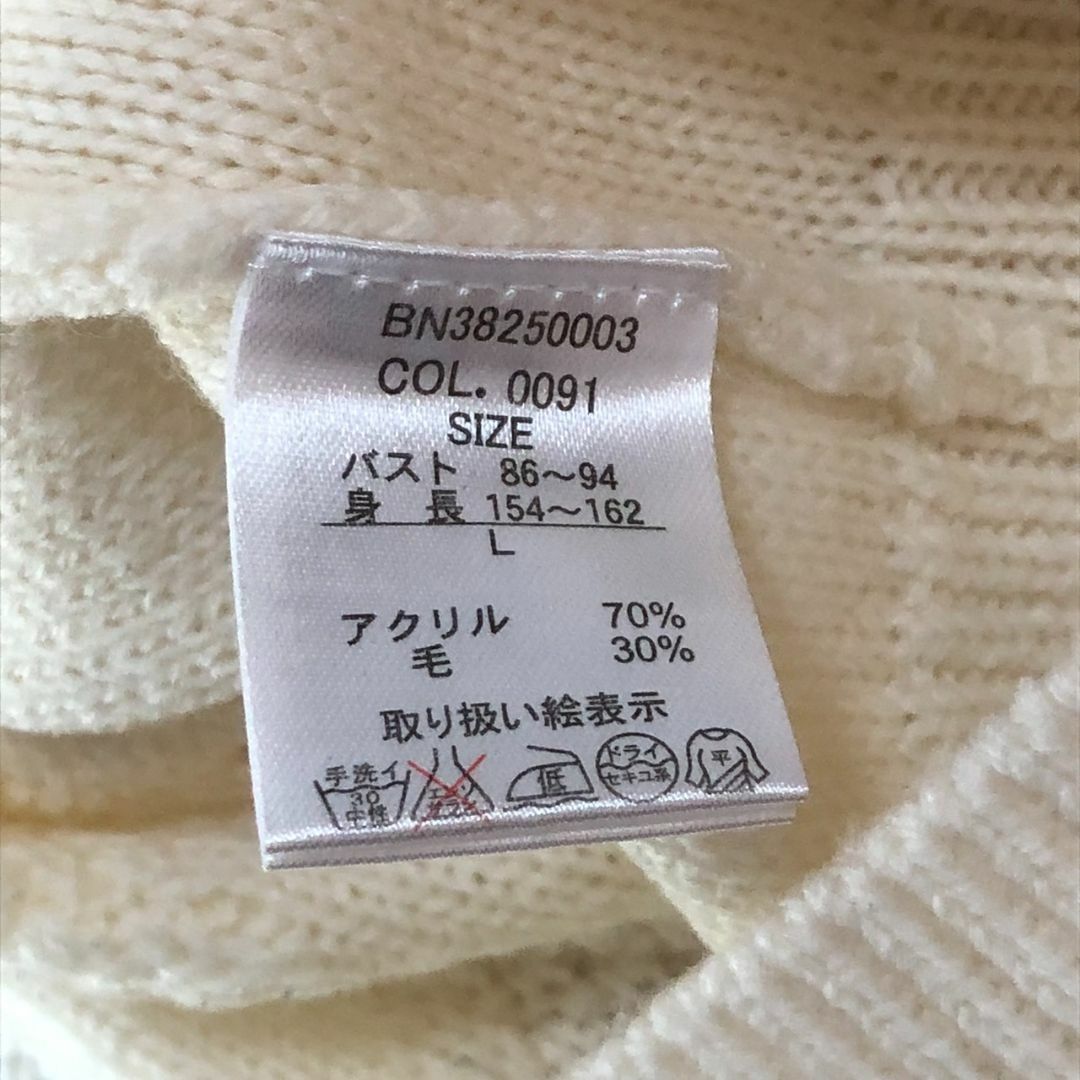 BN38250003
COL. 0091
SIZE
バスト 86〜94
身長 154〜162
L
アクリル 70%
毛 30%
取り扱い絵表示
手洗イ
30
中性
低
ドライ
セキユ系
平